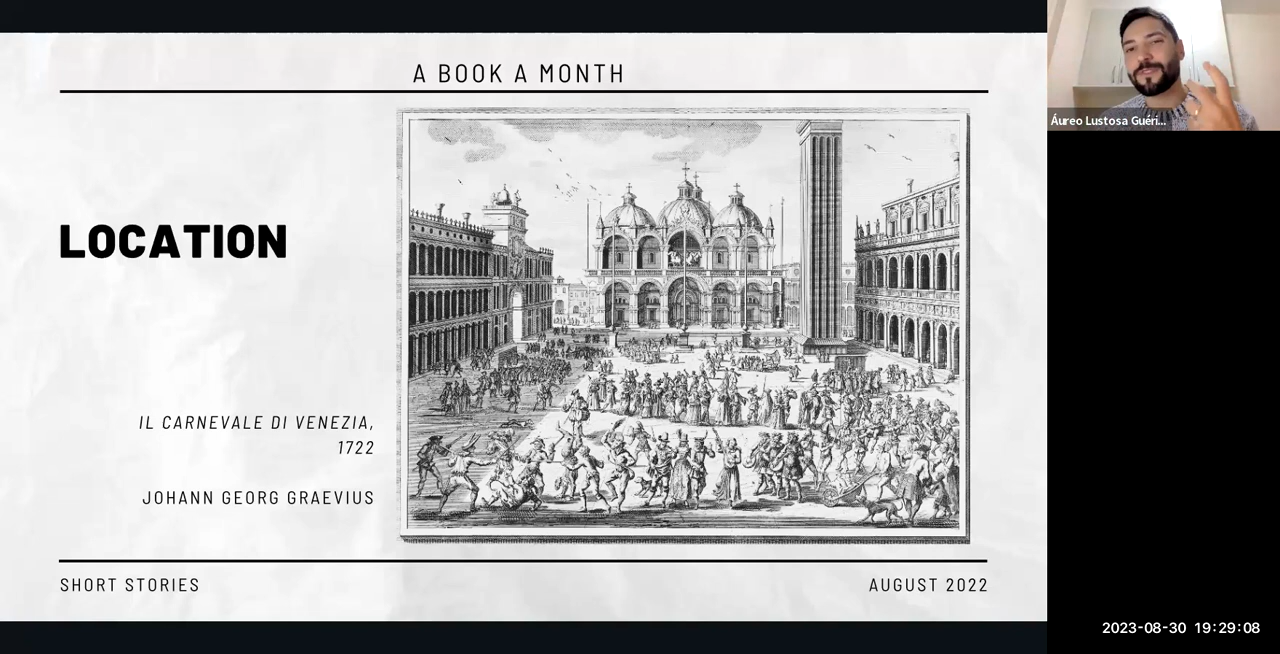 A BOOK A MONTH
LOCATION
IL CARNEVALE DI VENEZIA,
1722
JOHANN GEORG GRAEVIUS
SHORT STORIES
AUGUST 2022
Áureo Lustosa Guéri...
2023-08-30 19:29:08